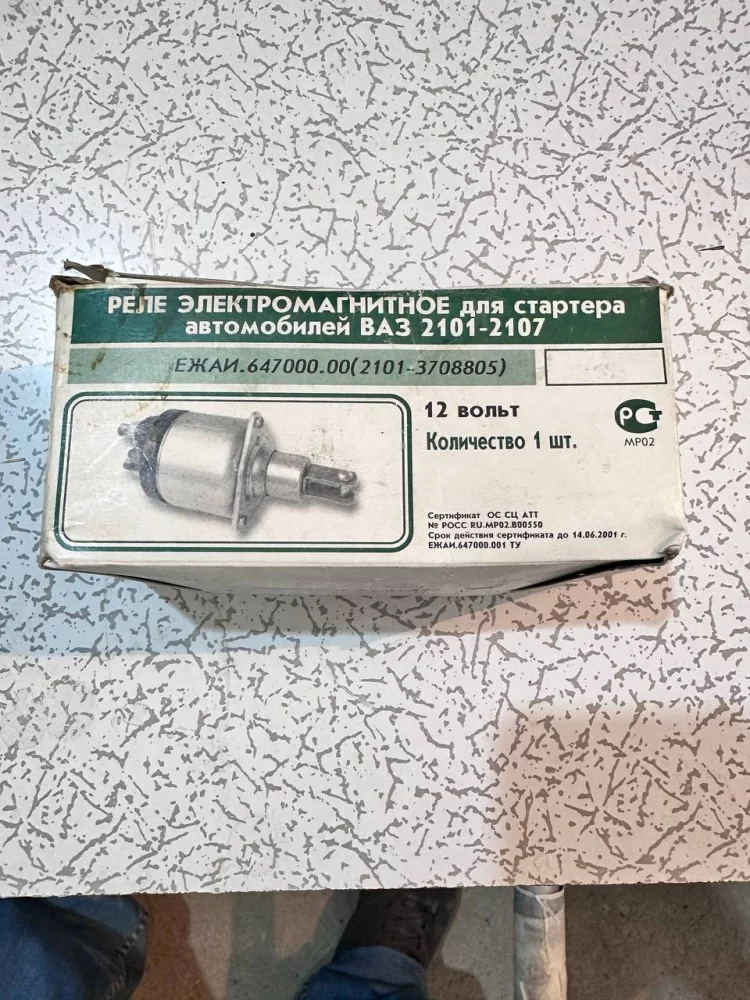 РЕЛЕ ЭЛЕКТРОМАГНИТНОЕ для стартера
автомобилей ВАЗ 2101-2107
ЕЖАИ.647000.00(2101-3708805)
12 вольт
Количество 1 шт.
РСТ
МР02
Сертификат ОС СЦ АТТ
№ РОСС RU.МР02.В00550
Срок действия сертификата до 14.06.2001 г.
ЕЖАИ.647000.001 ТУ